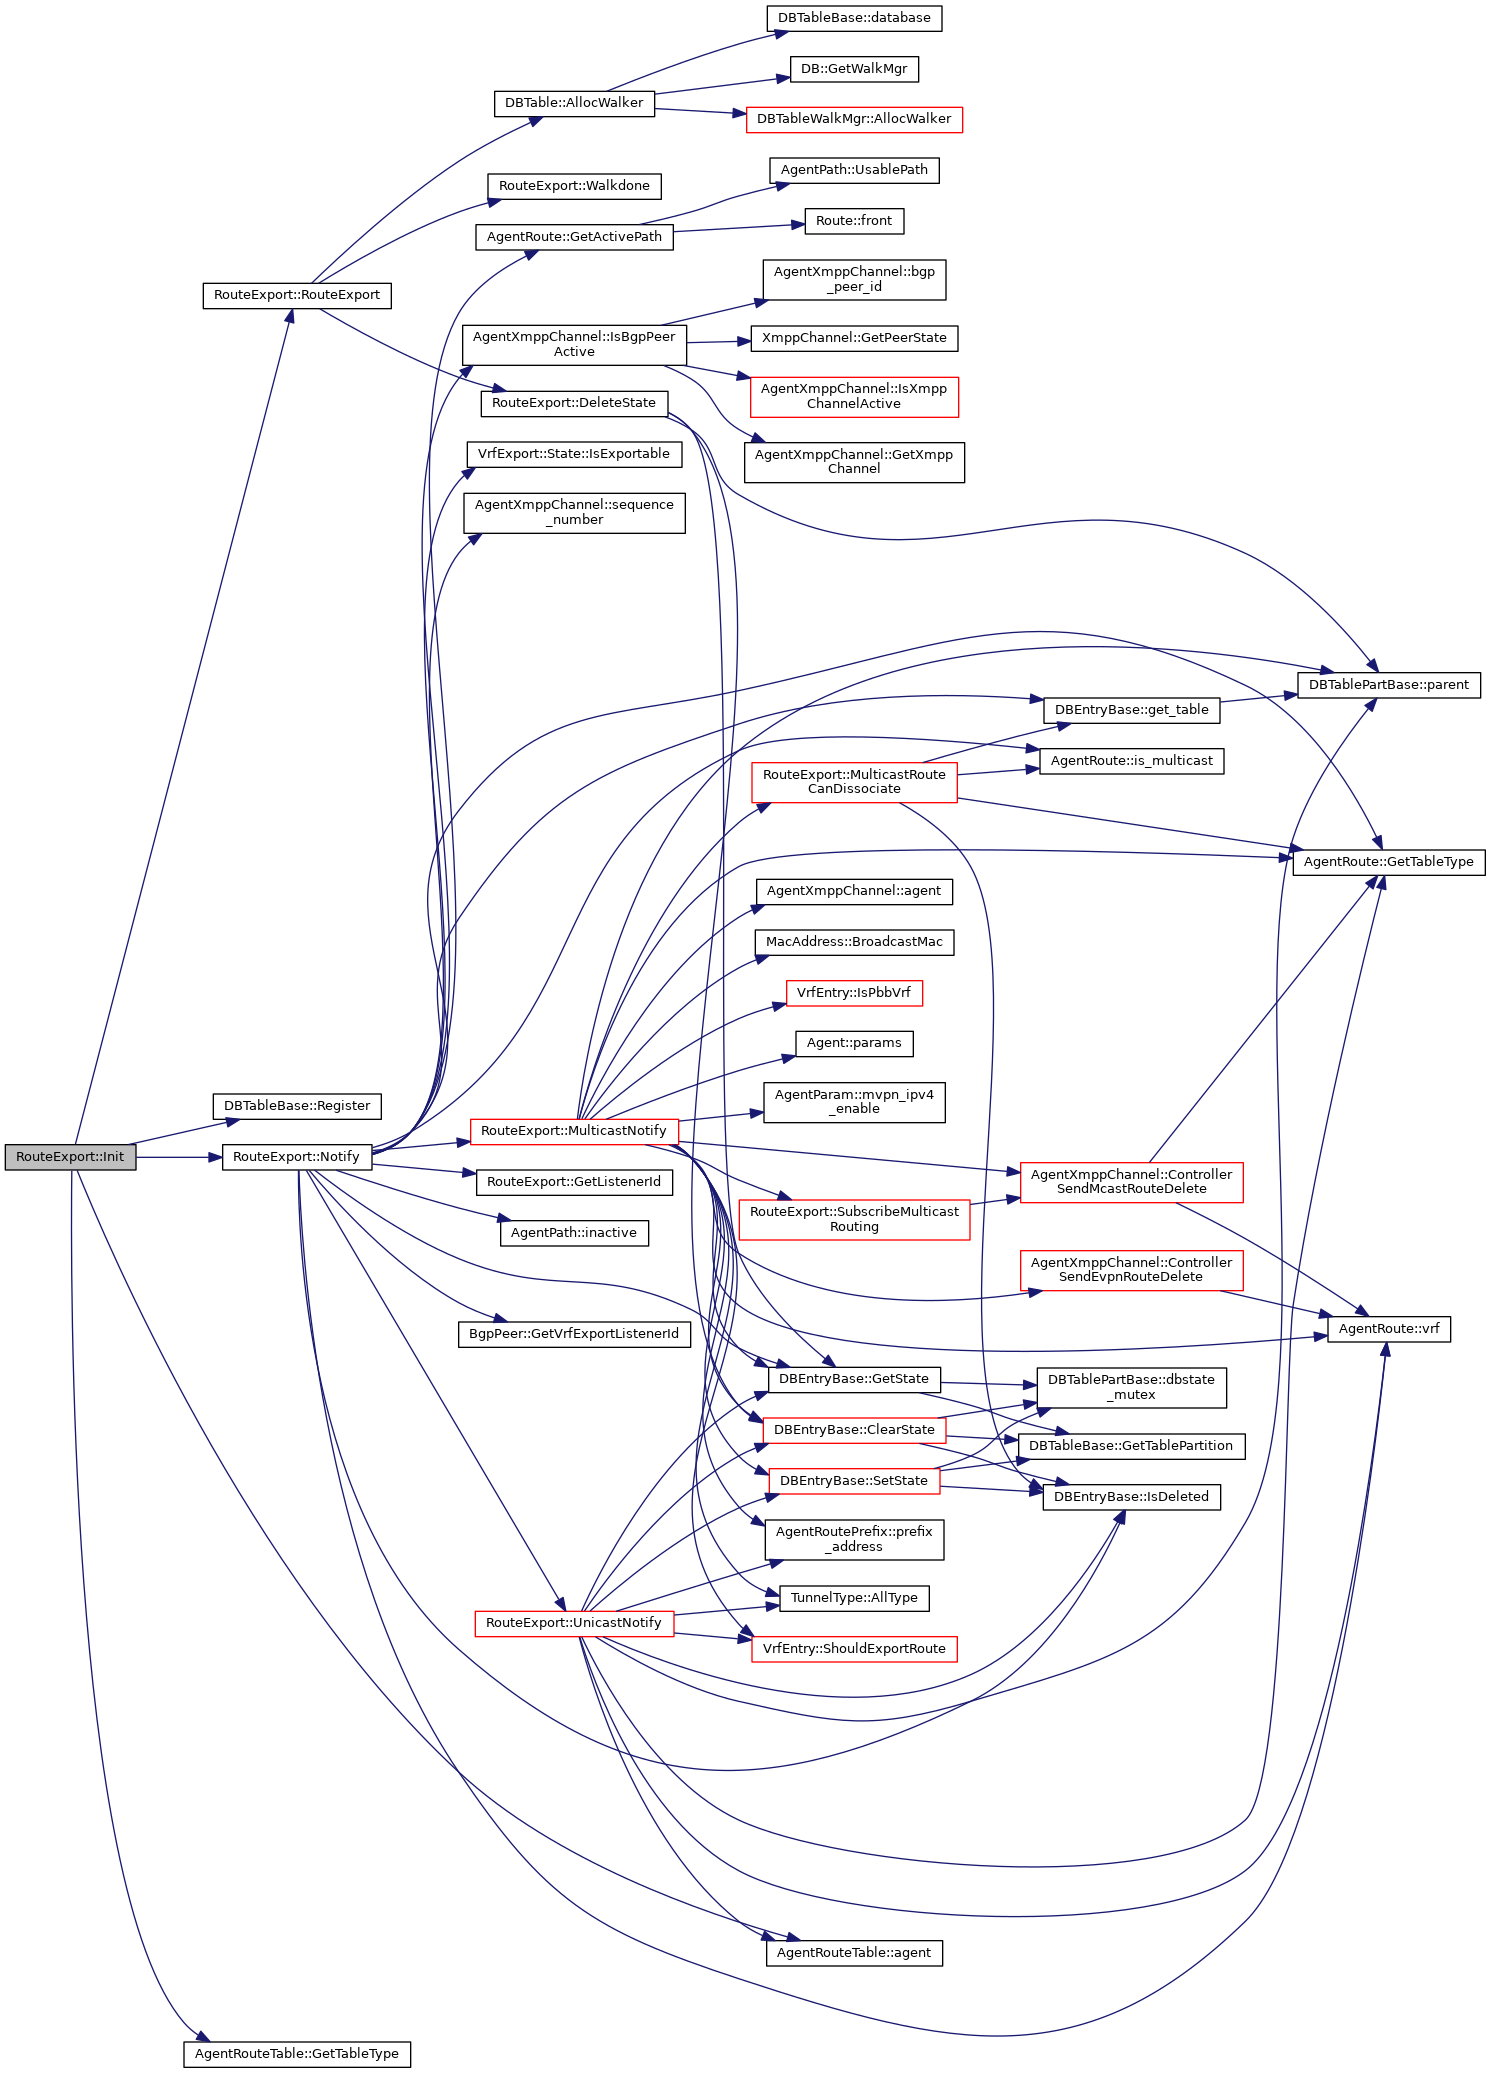 DBTableBase::database
DB::GetWalkMgr
DBTable::AllocWalker
DBTableWalkMgr::AllocWalker
AgentPath::UsablePath
RouteExport::Walkdone
Route::front
AgentRoute::GetActivePath
AgentXmppChannel::bgp
_peer_id
RouteExport::RouteExport
AgentXmppChannel::IsBgpPeer
Active
XmppChannel::GetPeerState
AgentXmppChannel::IsXmpp
ChannelActive
RouteExport::DeleteState
VrfExport::State::IsExportable
AgentXmppChannel::GetXmpp
Channel
AgentXmppChannel::sequence
_number
DBTablePartBase::parent
DBEntryBase::get_table
AgentRoute::is_multicast
RouteExport::MulticastRoute
CanDissociate
AgentRoute::GetTableType
AgentXmppChannel::agent
MacAddress::BroadcastMac
VrfEntry::IsPbbVrf
Agent::params
AgentParam::mvpn_ipv4
_enable
DBTableBase::Register
RouteExport::MulticastNotify
RouteExport::Init
RouteExport::Notify
RouteExport::GetListenerId
AgentXmppChannel::Controller
SendMcastRouteDelete
RouteExport::SubscribeMulticast
Routing
AgentPath::inactive
AgentXmppChannel::Controller
SendEvpnRouteDelete
BgpPeer::GetVrfExportListenerId
AgentRoute::vrf
DBEntryBase::GetState
DBTablePartBase::dbstate
_mutex
DBEntryBase::ClearState
DBTableBase::GetTablePartition
DBEntryBase::SetState
DBEntryBase::IsDeleted
AgentRoutePrefix::prefix
_address
TunnelType::AllType
RouteExport::UnicastNotify
VrfEntry::ShouldExportRoute
AgentRouteTable::agent
AgentRouteTable::GetTableType